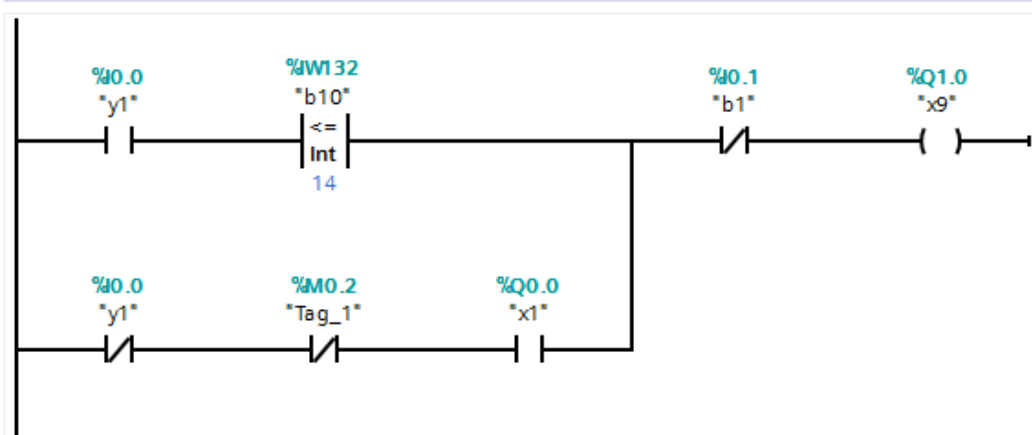 %I0.0
"y1"
%IW132
"b10"
<=
Int
14
%I0.1
"b1"
%Q1.0
"x9"
%I0.0
"y1"
%M0.2
"Tag_1"
%Q0.0
"x1"